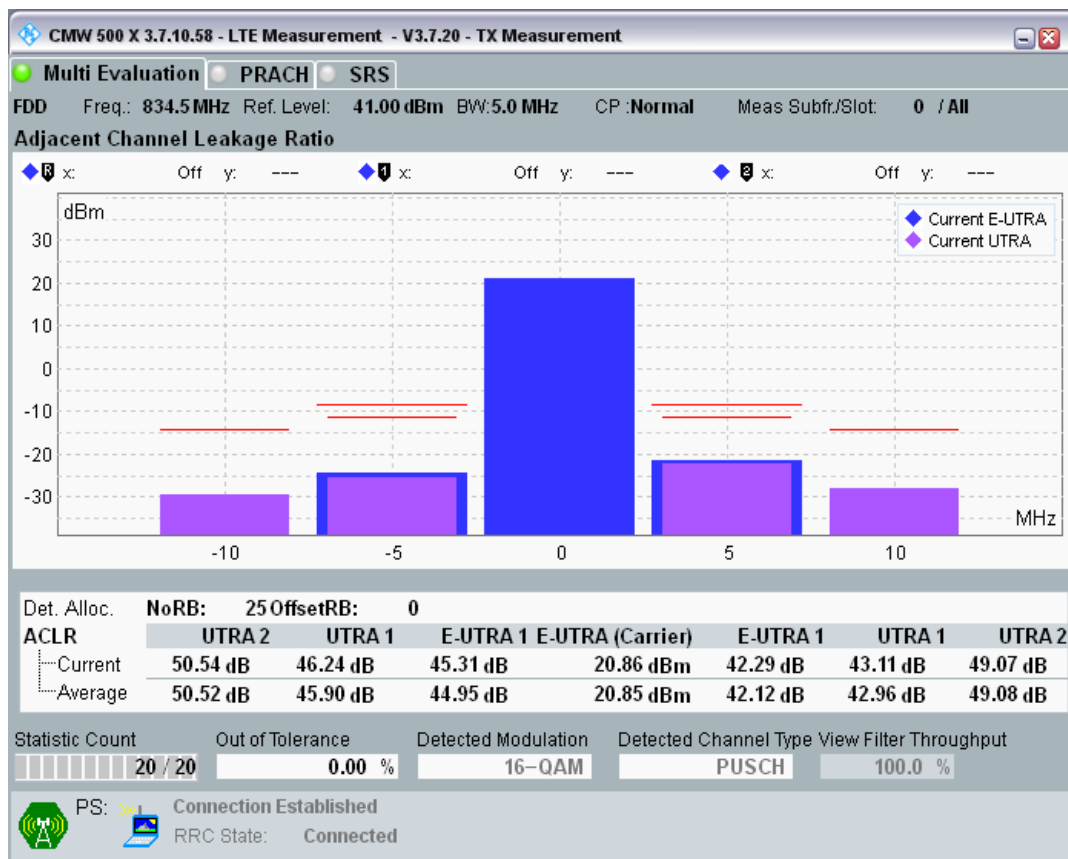 CMW 500 X 3.7.10.58 - LTE Measurement - V3.7.20 - TX Measurement
Multi Evaluation PRACH SRS
FDD Freq.: 834.5 MHz Ref. Level: 41.00 dBm BW:5.0 MHz CP :Normal Meas Subfr./Slot: 0 / All
Adjacent Channel Leakage Ratio
R x: Off y: --- 1 x: Off y: --- 2 x: Off y: ---
dBm
Current E-UTRA
Current UTRA
30
20
10
0
-10
-20
-30
MHz
-10 -5 0 5 10
Det. Alloc. NoRB: 25 OffsetRB: 0
ACLR UTRA 2 UTRA 1 E-UTRA 1 E-UTRA (Carrier) E-UTRA 1 UTRA 1 UTRA 2
Current 50.54 dB 46.24 dB 45.31 dB 20.86 dBm 42.29 dB 43.11 dB 49.07 dB
Average 50.52 dB 45.90 dB 44.95 dB 20.85 dBm 42.12 dB 42.96 dB 49.08 dB
Statistic Count Out of Tolerance Detected Modulation Detected Channel Type View Filter Throughput
20 / 20 0.00 % 16-QAM PUSCH 100.0 %
PS: Connection Established
RRC State: Connected